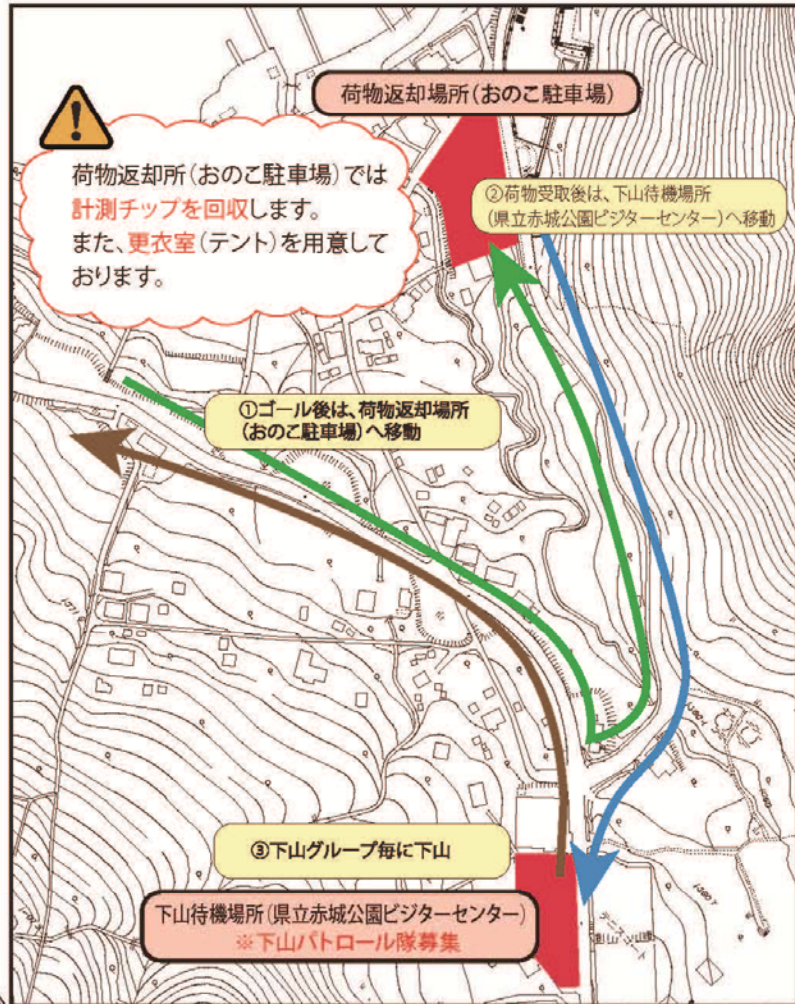 荷物返却場所(おのこ駐車場)
荷物返却所(おのこ駐車場)では
計測チップを回収します。
また、更衣室(テント)を用意して
おります。
②荷物受取後は、下山待機場所
(県立赤城公園ビジターセンター)へ移動
①ゴール後は、荷物返却場所
(おのこ駐車場)へ移動
③下山グループ毎に下山
下山待機場所(県立赤城公園ビジターセンター)
※下山パトロール隊募集
テニスコート